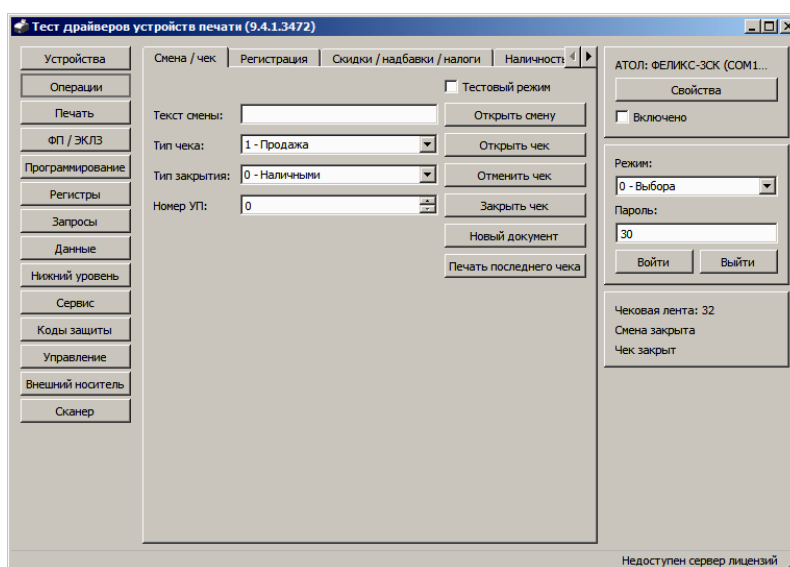 Тест драйверов устройств печати (9.4.1.3472)
Устройства
Операции
Печать
ФП / ЭКЛЗ
Программирование
Регистры
Запросы
Данные
Нижний уровень
Сервис
Коды защиты
Управление
Внешний носитель
Сканер
Смена / чек
Регистрация
Скидки / надбавки / налоги
Наличность
Тестовый режим
Текст смены:
Открыть смену
Тип чека:
1 - Продажа
Открыть чек
Тип закрытия:
0 - Наличными
Отменить чек
Номер УП:
0
Закрыть чек
Новый документ
Печать последнего чека
АТОЛ: ФЕЛИКС-3СК (COM1...
Свойства
Включено
Режим:
0 - Выбора
Пароль:
30
Войти
Выйти
Чековая лента: 32
Смена закрыта
Чек закрыт
Недоступен сервер лицензий